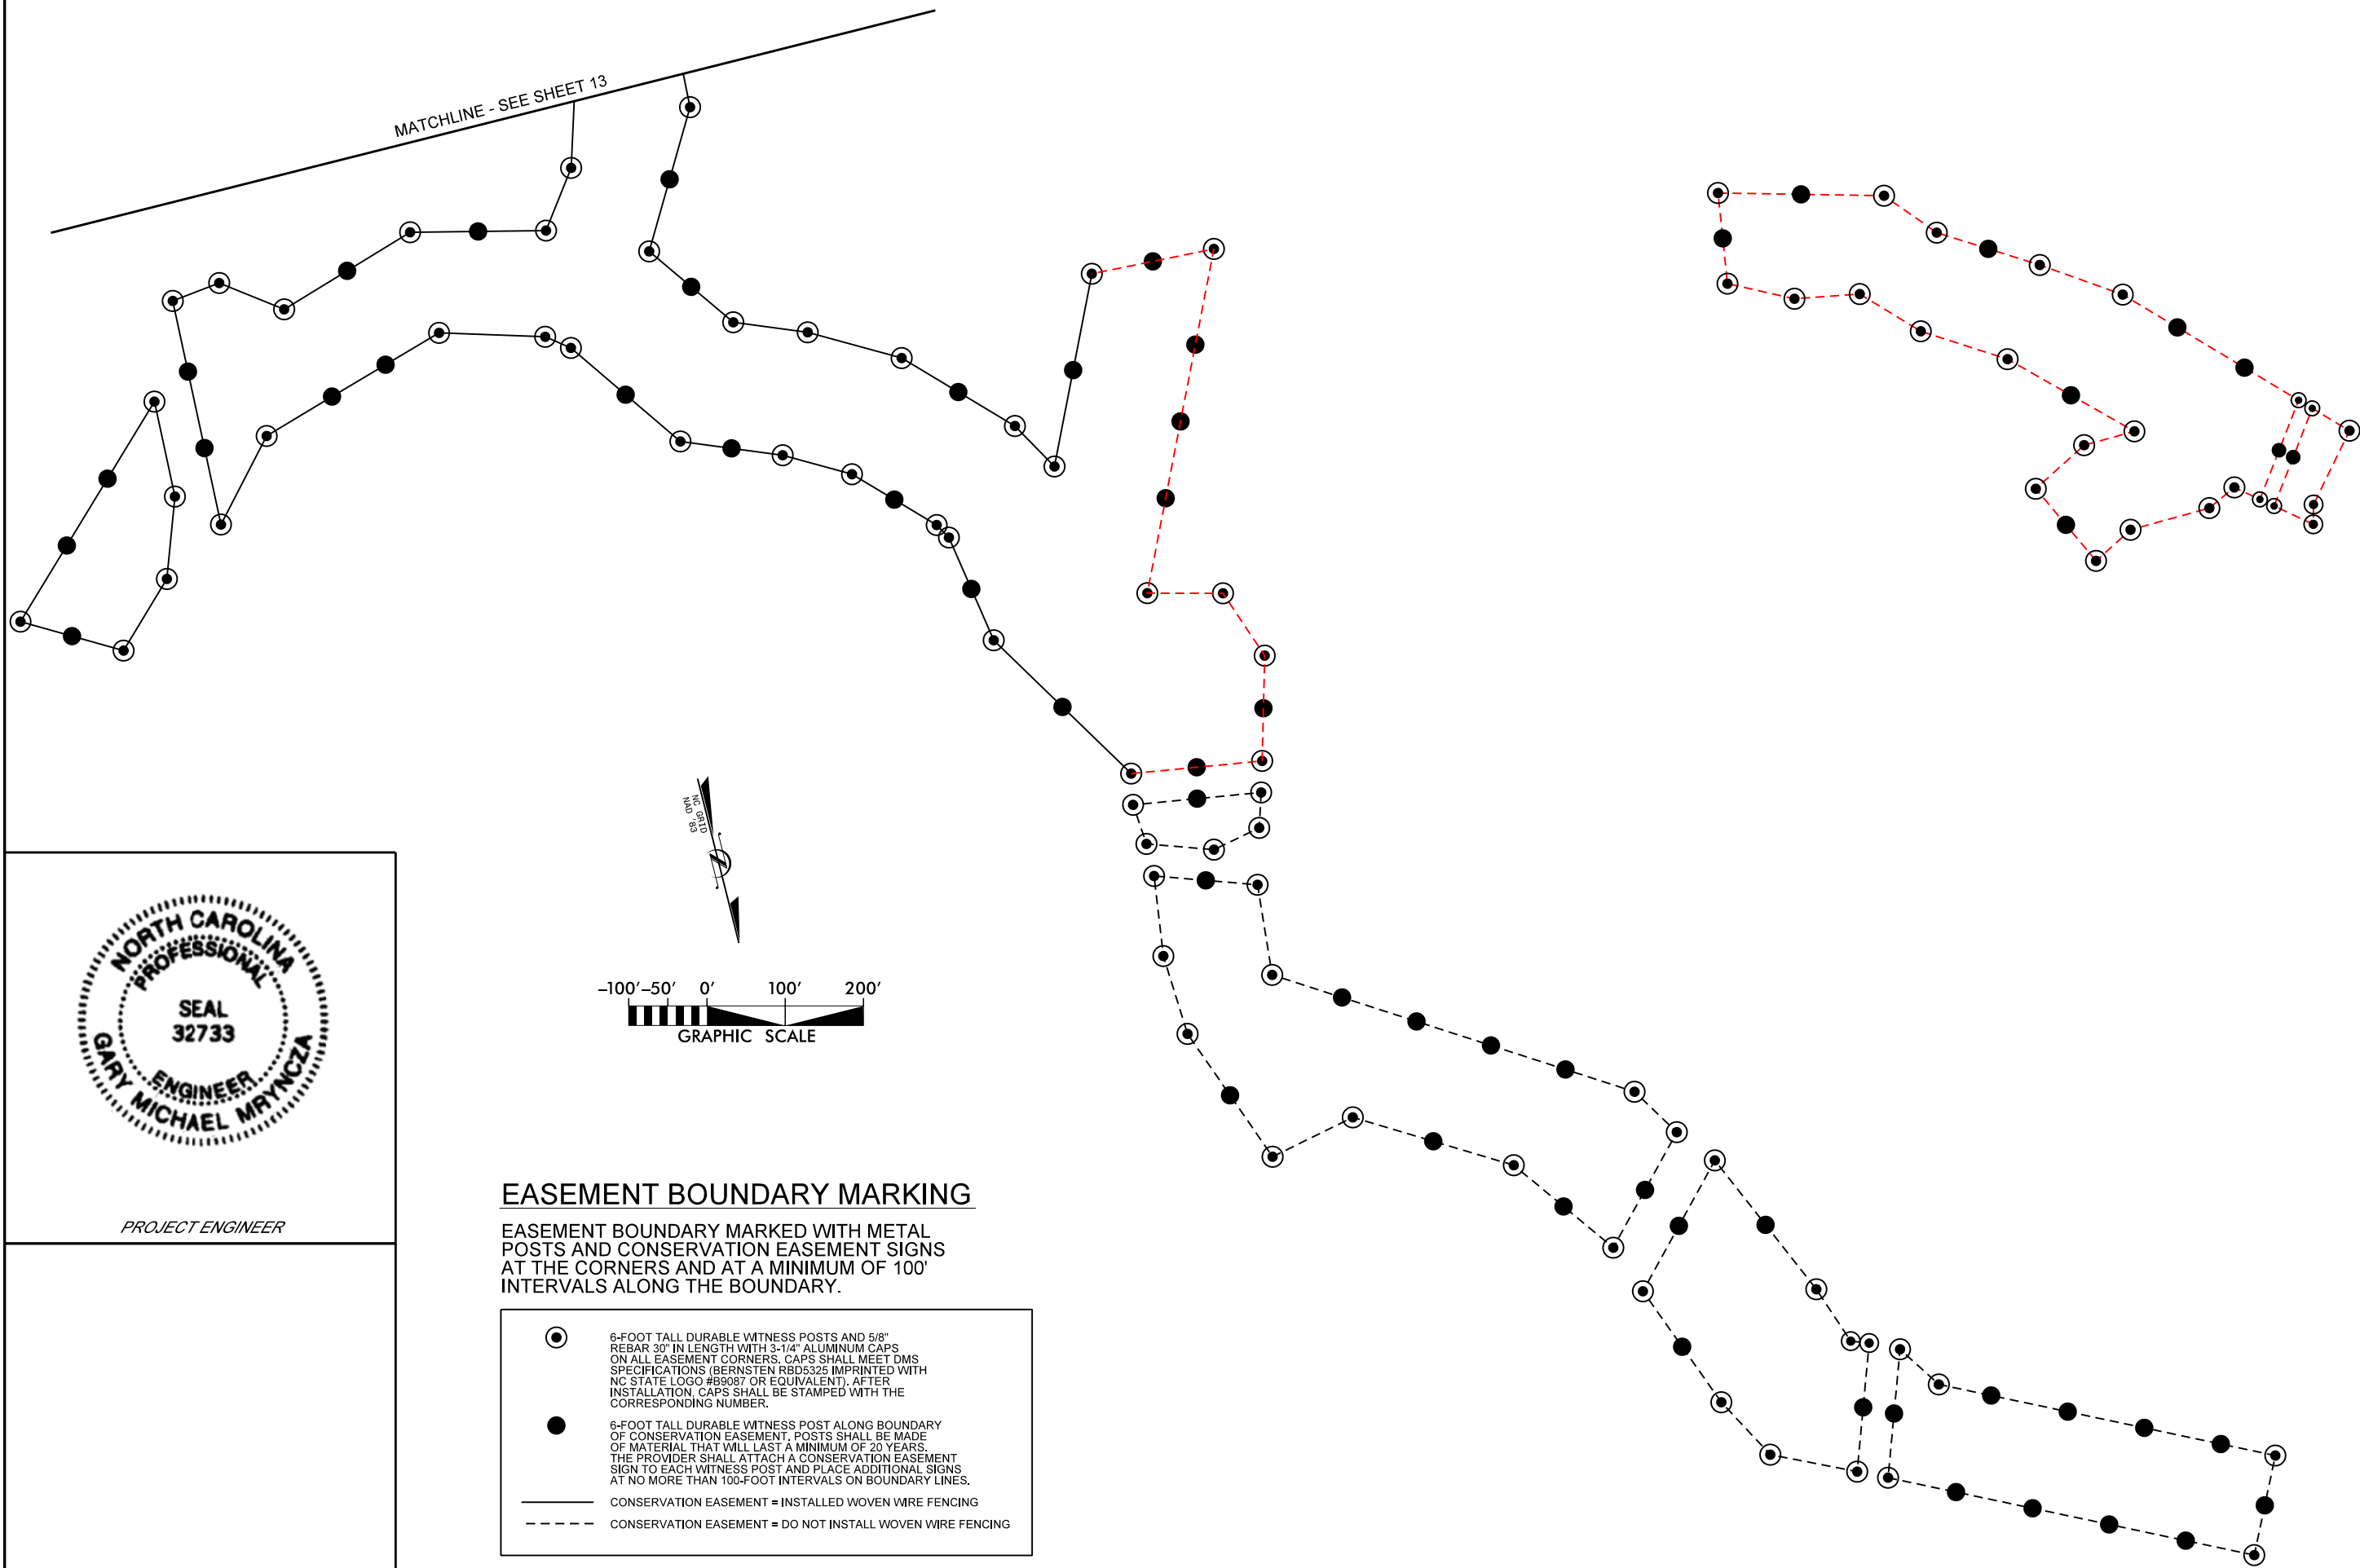 MATCHLINE - SEE SHEET 13
NC GRID
NAD '83
N
-100' -50' 0' 100' 200'
GRAPHIC SCALE
NORTH CAROLINA
PROFESSIONAL
SEAL
32733
ENGINEER
GARY MICHAEL MRYNCZA
PROJECT ENGINEER
EASEMENT BOUNDARY MARKING
EASEMENT BOUNDARY MARKED WITH METAL
POSTS AND CONSERVATION EASEMENT SIGNS
AT THE CORNERS AND AT A MINIMUM OF 100'
INTERVALS ALONG THE BOUNDARY.
6-FOOT TALL DURABLE WITNESS POSTS AND 5/8"
REBAR 30" IN LENGTH WITH 3-1/4" ALUMINUM CAPS
ON ALL EASEMENT CORNERS. CAPS SHALL MEET DMS
SPECIFICATIONS (BERNSTEN RBD5325 IMPRINTED WITH
NC STATE LOGO #B9087 OR EQUIVALENT). AFTER
INSTALLATION, CAPS SHALL BE STAMPED WITH THE
CORRESPONDING NUMBER.
6-FOOT TALL DURABLE WITNESS POST ALONG BOUNDARY
OF CONSERVATION EASEMENT. POSTS SHALL BE MADE
OF MATERIAL THAT WILL LAST A MINIMUM OF 20 YEARS.
THE PROVIDER SHALL ATTACH A CONSERVATION EASEMENT
SIGN TO EACH WITNESS POST AND PLACE ADDITIONAL SIGNS
AT NO MORE THAN 100-FOOT INTERVALS ON BOUNDARY LINES.
CONSERVATION EASEMENT = INSTALLED WOVEN WIRE FENCING
CONSERVATION EASEMENT = DO NOT INSTALL WOVEN WIRE FENCING